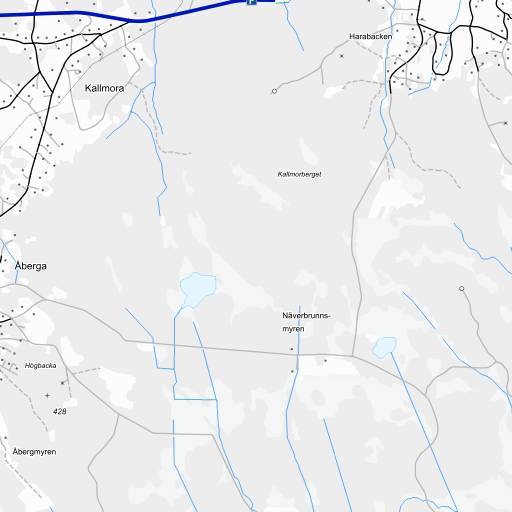 P
Harabacken
Kallmora
Kallmorberget
Åberga
Näverbrunns-
myren
Högbacka
428
Åbergmyren